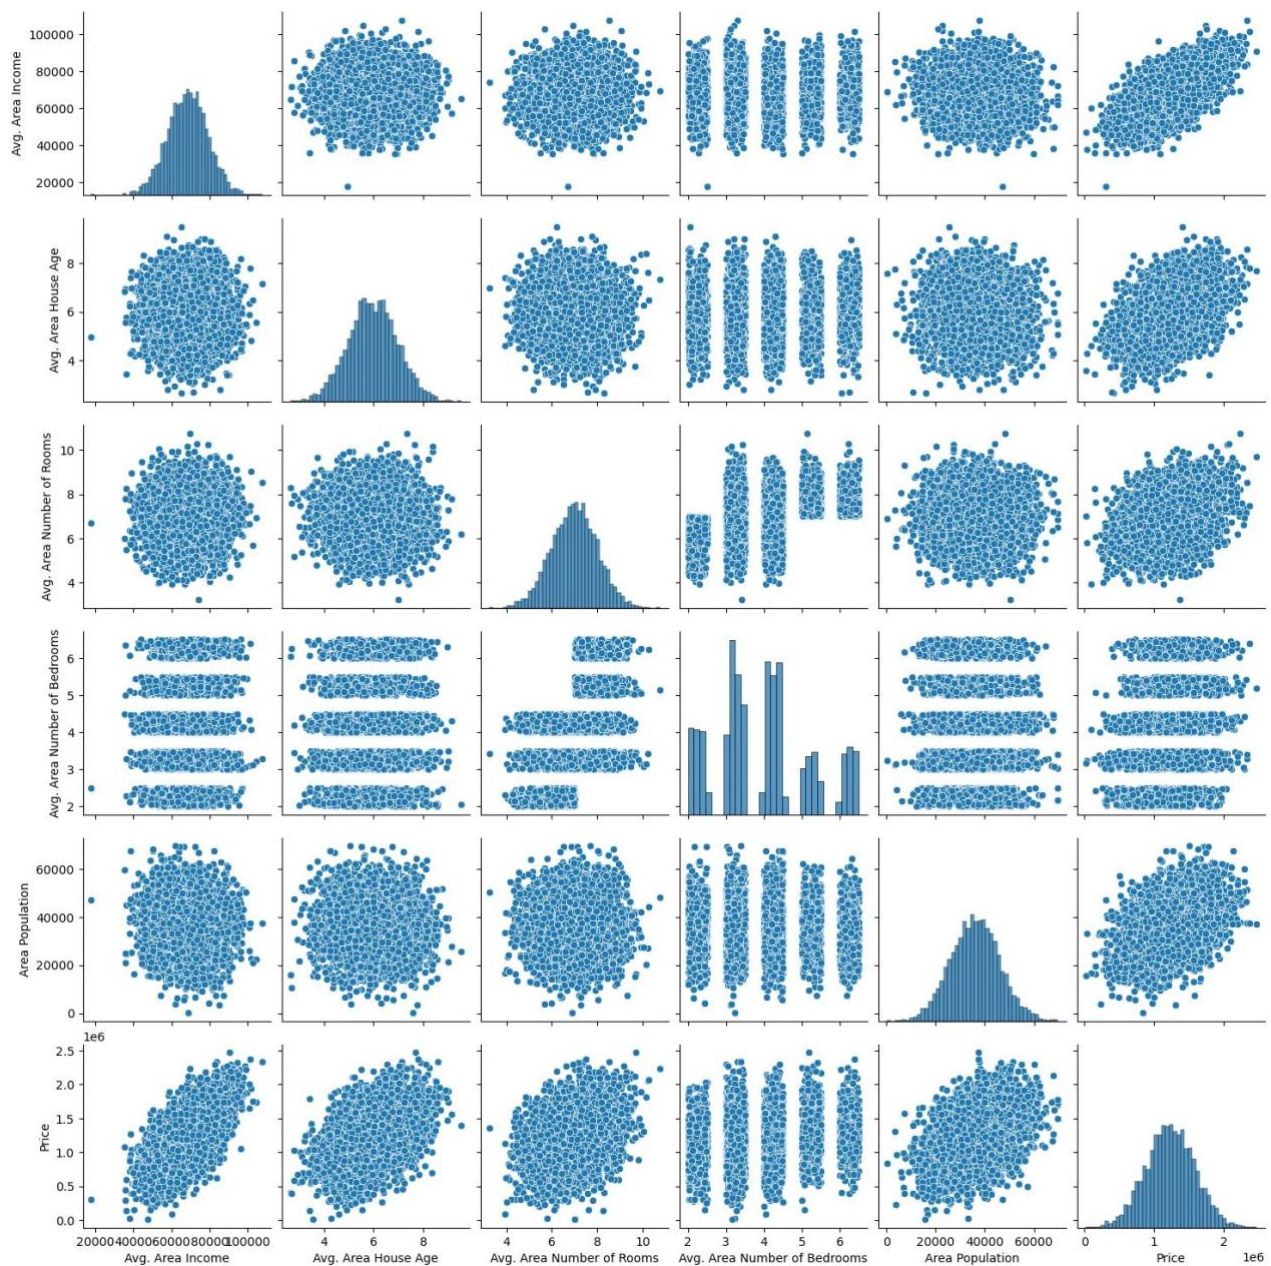 Avg. Area Income
100000
80000
60000
40000
20000
Avg. Area House Age
8
6
4
Avg. Area Number of Rooms
10
8
6
4
Avg. Area Number of Bedrooms
6
5
4
3
2
Area Population
60000
40000
20000
0
1e6
Price
2.5
2.0
1.5
1.0
0.5
0.0
20000 40000 60000 80000 100000
Avg. Area Income
4 6 8
Avg. Area House Age
4 6 8 10
Avg. Area Number of Rooms
2 3 4 5 6
Avg. Area Number of Bedrooms
0 20000 40000 60000
Area Population
0 1 2
1e6
Price